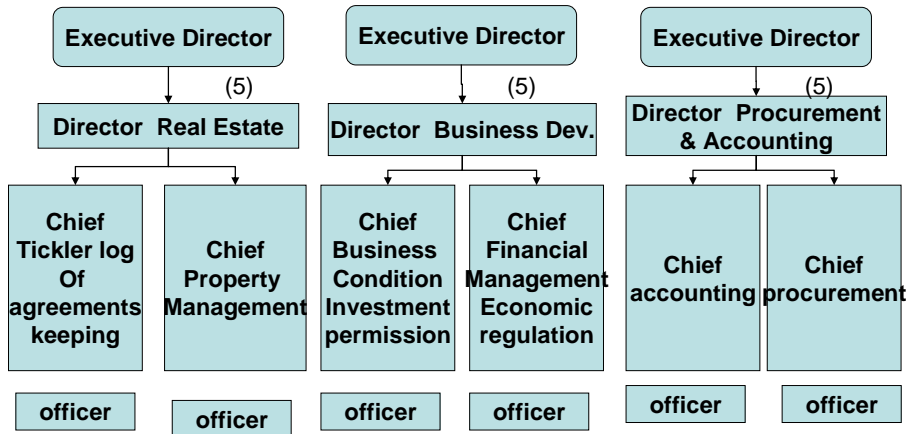 Executive Director
(5)
Director Real Estate
Chief
Tickler log
Of
agreements
keeping
Chief
Property
Management
officer
officer
Executive Director
(5)
Director Business Dev.
Chief
Business
Condition
Investment
permission
Chief
Financial
Management
Economic
regulation
officer
officer
Executive Director
(5)
Director Procurement
& Accounting
Chief
accounting
Chief
procurement
officer
officer